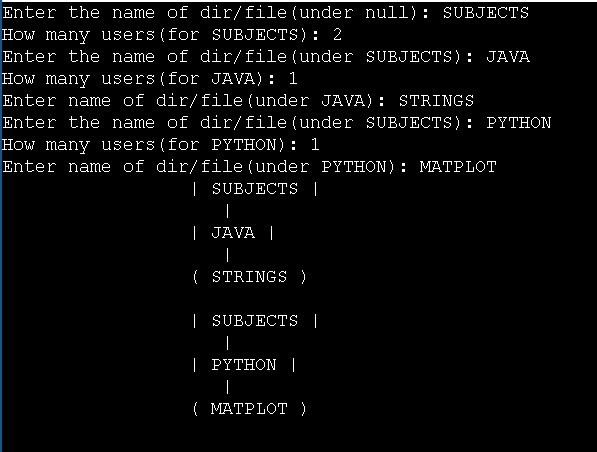 Enter the name of dir/file(under null): SUBJECTS
How many users(for SUBJECTS): 2
Enter the name of dir/file(under SUBJECTS): JAVA
How many users(for JAVA): 1
Enter name of dir/file(under JAVA): STRINGS
Enter the name of dir/file(under SUBJECTS): PYTHON
How many users(for PYTHON): 1
Enter name of dir/file(under PYTHON): MATPLOT
| SUBJECTS |
|
| JAVA |
|
( STRINGS )
| SUBJECTS |
|
| PYTHON |
|
( MATPLOT )